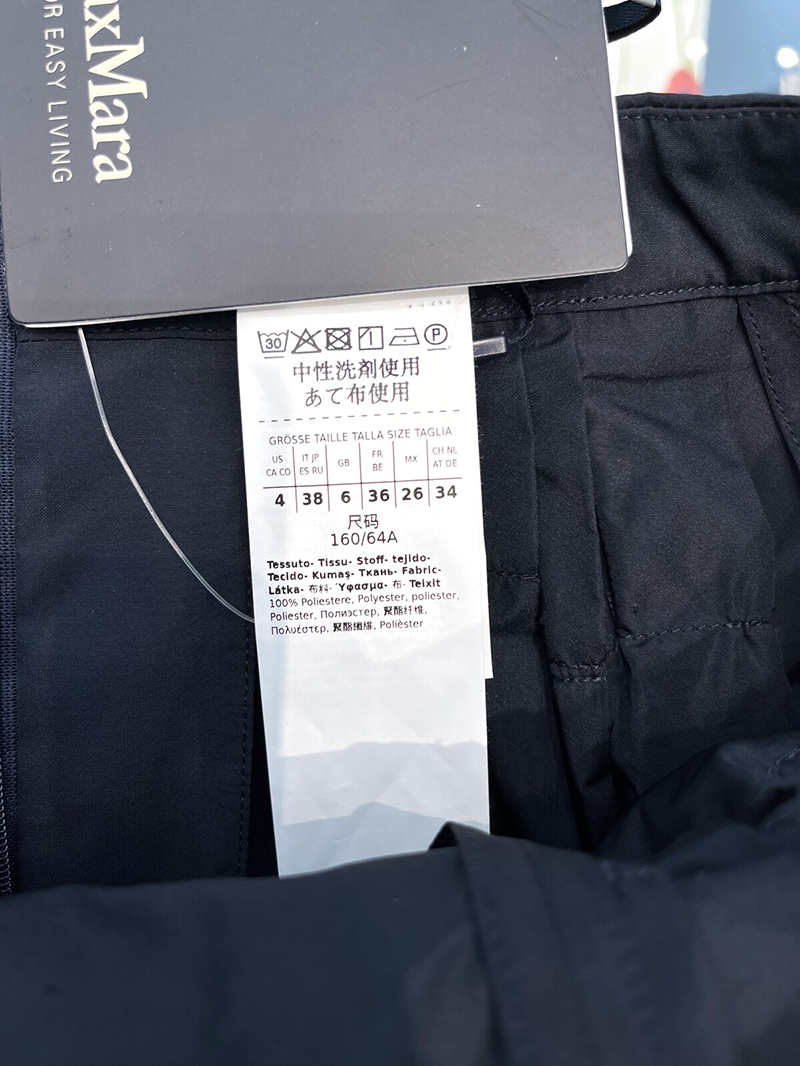 axMara
OR EASY LIVING
30 P
中性洗剤使用
あて布使用
GRÖSSE TAILLE TALLA SIZE TAGLIA
US CA CO IT JP ES RU GB FR BE MX CH NL AT DE
4 38 6 36 26 34
尺码
160/64A
Tessuto- Tissu- Stoff- tejido-
Tecido- Kumaş- Ткань- Fabric-
Látka- 布料- Ύφασμα- 布- Teixit
100% Poliestere, Polyester, poliester,
Poliester, Полиэстер, 聚酯纤维,
Πολυέστερ, 聚酯纖維, Polièster